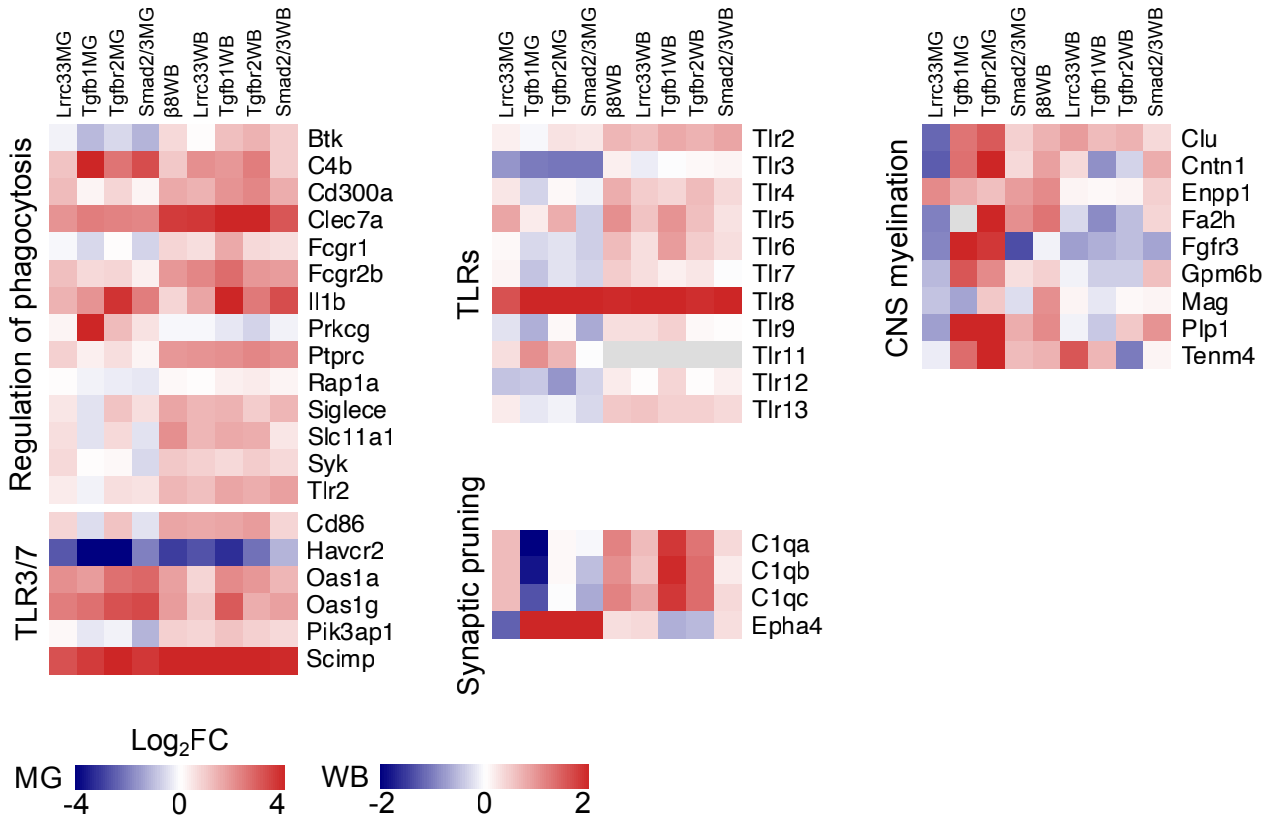 Lrrc33MG
Tgfb1MG
Tgfbr2MG
Smad2/3MG
β8WB
Lrrc33WB
Tgfb1WB
Tgfbr2WB
Smad2/3WB
Regulation of phagocytosis
Btk
C4b
Cd300a
Clec7a
Fcgr1
Fcgr2b
Il1b
Prkcg
Ptprc
Rap1a
Siglece
Slc11a1
Syk
Tlr2
TLR3/7
Cd86
Havcr2
Oas1a
Oas1g
Pik3ap1
Scimp
Lrrc33MG
Tgfb1MG
Tgfbr2MG
Smad2/3MG
β8WB
Lrrc33WB
Tgfb1WB
Tgfbr2WB
Smad2/3WB
TLRs
Tlr2
Tlr3
Tlr4
Tlr5
Tlr6
Tlr7
Tlr8
Tlr9
Tlr11
Tlr12
Tlr13
Synaptic pruning
C1qa
C1qb
C1qc
Epha4
Lrrc33MG
Tgfb1MG
Tgfbr2MG
Smad2/3MG
β8WB
Lrrc33WB
Tgfb1WB
Tgfbr2WB
Smad2/3WB
CNS myelination
Clu
Cntn1
Enpp1
Fa2h
Fgfr3
Gpm6b
Mag
Plp1
Tenm4
Log₂FC
MG
-4 0 4
WB
-2 0 2